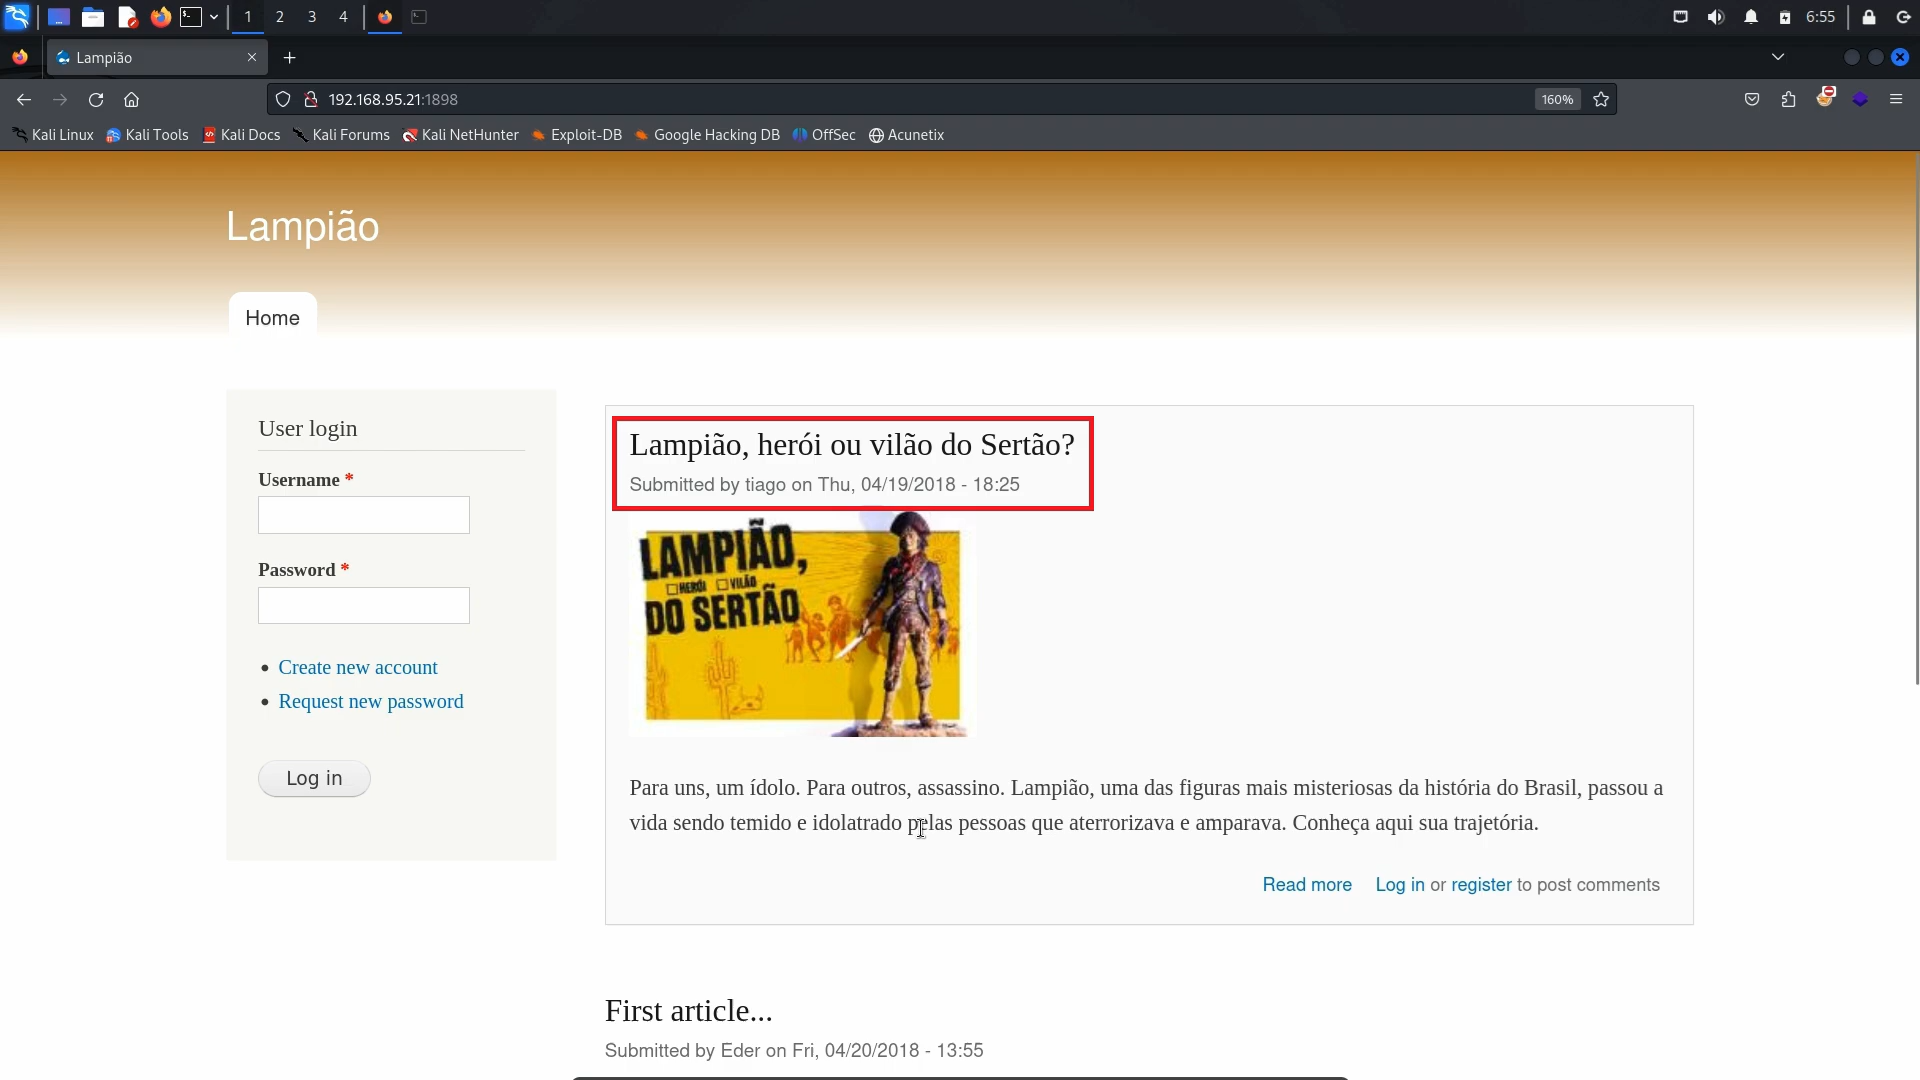 1 2 3 4 6:55
Lampião
192.168.95.21:1898 160%
Kali Linux Kali Tools Kali Docs Kali Forums Kali NetHunter Exploit-DB Google Hacking DB OffSec Acunetix
Lampião
Home
User login
Username *
Password *
Create new account
Request new password
Log in
Lampião, herói ou vilão do Sertão?
Submitted by tiago on Thu, 04/19/2018 - 18:25
LAMPIÃO,
HERÓI VILÃO
DO SERTÃO
Para uns, um ídolo. Para outros, assassino. Lampião, uma das figuras mais misteriosas da história do Brasil, passou a
vida sendo temido e idolatrado pelas pessoas que aterrorizava e amparava. Conheça aqui sua trajetória.
Read more Log in or register to post comments
First article...
Submitted by Eder on Fri, 04/20/2018 - 13:55